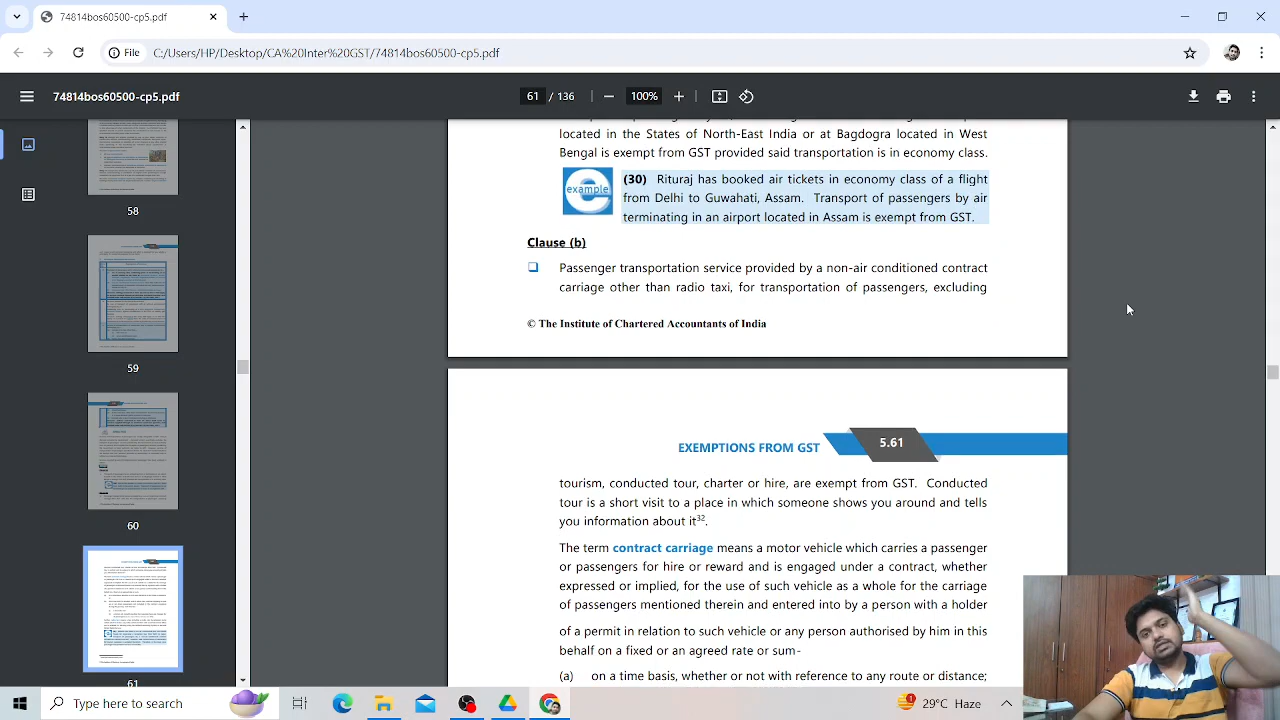 74814bos60500-cp5.pdf
File
C:/Users/HP/Desktop/CA%20Inter%20GST/74814bos60500-cp5.pdf
74814bos60500-cp5.pdf
61 / 136
100%
located in the States of North-East India or at Bagdogra located in West
Bengal is exempt from GST provided said transportation is in economy class.
example
(30) Rituraj has booked air tickets in economy class of a flight
from Delhi to Guwahati, Assam. Transport of passengers by air
terminating in an airport located in Assam is exempt from GST.
Clause (b)
Passenger transportation service provided by a non-air conditioned contract
carriage other than radio taxi, for transportation of passengers, excluding
© The Institute of Chartered Accountants of India
EXEMPTIONS FROM GST
5.61
tourism, conducted tour, charter or hire, are exempt from GST. Conducted
tour is a short visit to a place in which someone shows you around and tells
you information about it32.
The term contract carriage means a motor vehicle which carries a passenger
or passengers for hire or reward and is engaged under a contract, whether
expressed or implied, for the use of such vehicle as a whole for the carriage
of passengers mentioned therein and entered into by a person with a holder
of a permit in relation to such vehicle or any person authorised by him in
behalf on a fixed or an agreed rate or sum
(a) on a time basis, whether or not with reference to any route or distance;
58
59
60
61
Type here to search
1
29°C Haze